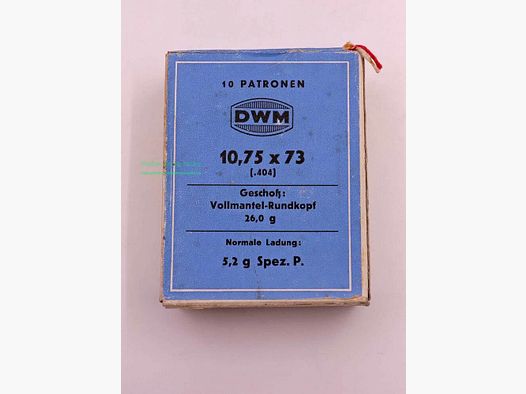 10 PATRONEN
DWM
10,75 x 73
(.404)
Geschoß:
Vollmantel-Rundkopf
26,0 g
Normale Ladung:
5,2 g Spez. P.